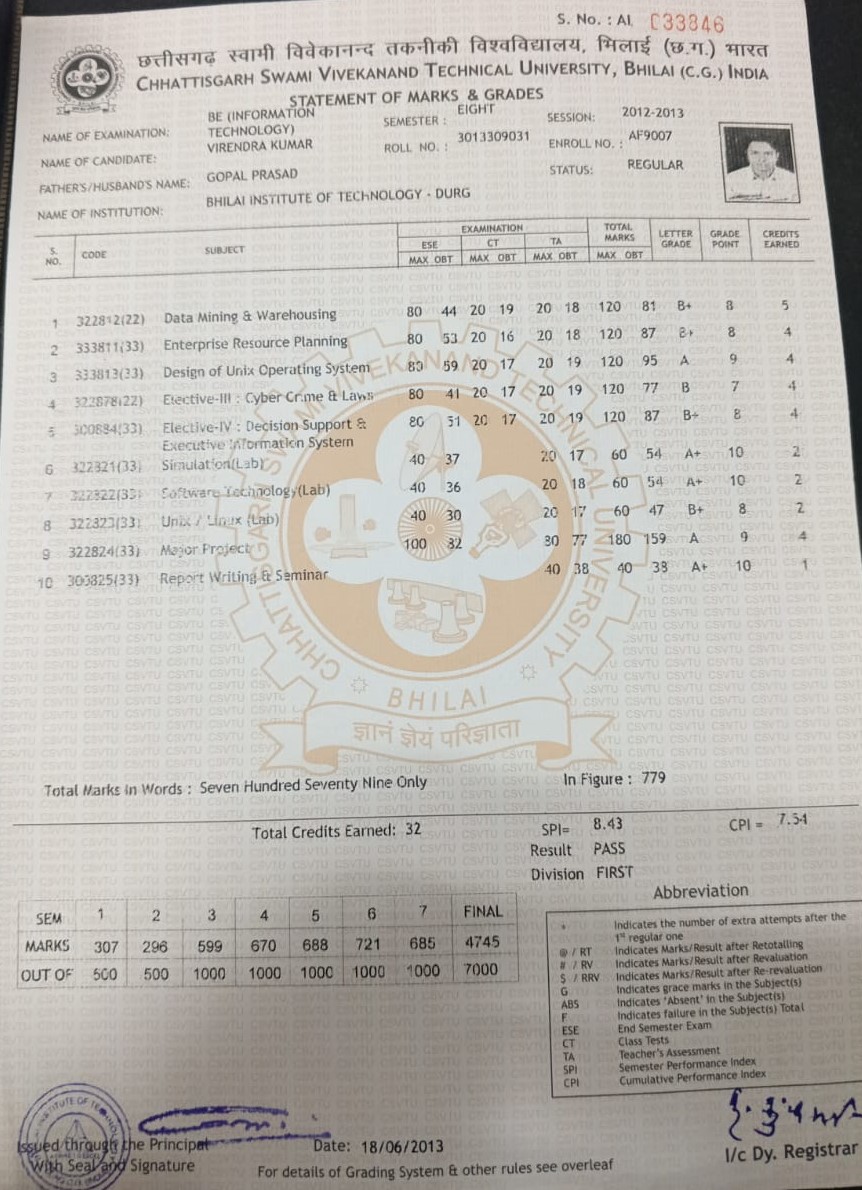 S. No. : AI 033846
छत्तीसगढ़ स्वामी विवेकानन्द तकनीकी विश्वविद्यालय, भिलाई (छ.ग.) भारत
CHHATTISGARH SWAMI VIVEKANAND TECHNICAL UNIVERSITY, BHILAI (C.G.) INDIA
STATEMENT OF MARKS & GRADES
NAME OF EXAMINATION: BE (INFORMATION TECHNOLOGY) SEMESTER : EIGHT SESSION: 2012-2013
NAME OF CANDIDATE: VIRENDRA KUMAR ROLL NO. : 3013309031 ENROLL NO. : AF9007
FATHER'S/HUSBAND'S NAME: GOPAL PRASAD STATUS: REGULAR
NAME OF INSTITUTION: BHILAI INSTITUTE OF TECHNOLOGY - DURG
S. NO. CODE SUBJECT EXAMINATION TOTAL MARKS LETTER GRADE GRADE POINT CREDITS EARNED
ESE CT TA
MAX OBT MAX OBT MAX OBT MAX OBT
1 322812(22) Data Mining & Warehousing 80 44 20 19 20 18 120 81 B+ 8 5
2 333811(33) Enterprise Resource Planning 80 53 20 16 20 18 120 87 B+ 8 4
3 333813(33) Design of Unix Operating System 80 59 20 17 20 19 120 95 A 9 4
4 322878(22) Elective-III : Cyber Crime & Laws 80 41 20 17 20 19 120 77 B 7 4
5 300884(33) Elective-IV : Decision Support & 80 51 20 17 20 19 120 87 B+ 8 4
Executive Information System
6 322821(33) Simulation(Lab) 40 37 20 17 60 54 A+ 10 2
7 322822(33) Software Technology(Lab) 40 36 20 18 60 54 A+ 10 2
8 322823(33) Unix / Linux (Lab) 40 30 20 17 60 47 B+ 8 2
9 322824(33) Major Project 100 82 80 77 180 159 A 9 4
10 300825(33) Report Writing & Seminar 40 38 40 38 A+ 10 1
CHHATTISGARH SWAMI VIVEKANAND TECHNICAL UNIVERSITY
BHILAI
ज्ञानं ज्ञेयं परिज्ञाता
Total Marks in Words : Seven Hundred Seventy Nine Only In Figure : 779
Total Credits Earned: 32 SPI= 8.43 CPI = 7.54
Result PASS
Division FIRST
SEM 1 2 3 4 5 6 7 FINAL
MARKS 307 296 599 670 688 721 685 4745
OUT OF 500 500 1000 1000 1000 1000 1000 7000
Abbreviation
* Indicates the number of extra attempts after the
1st regular one
@ / RT Indicates Marks/Result after Retotalling
# / RV Indicates Marks/Result after Revaluation
$ / RRV Indicates Marks/Result after Re-revaluation
G Indicates grace marks in the Subject(s)
ABS Indicates 'Absent' in the Subject(s)
F Indicates failure in the Subject(s) Total
ESE End Semester Exam
CT Class Tests
TA Teacher's Assessment
SPI Semester Performance Index
CPI Cumulative Performance Index
Issued through the Principal
With Seal and Signature
Date: 18/06/2013
I/c Dy. Registrar
For details of Grading System & other rules see overleaf